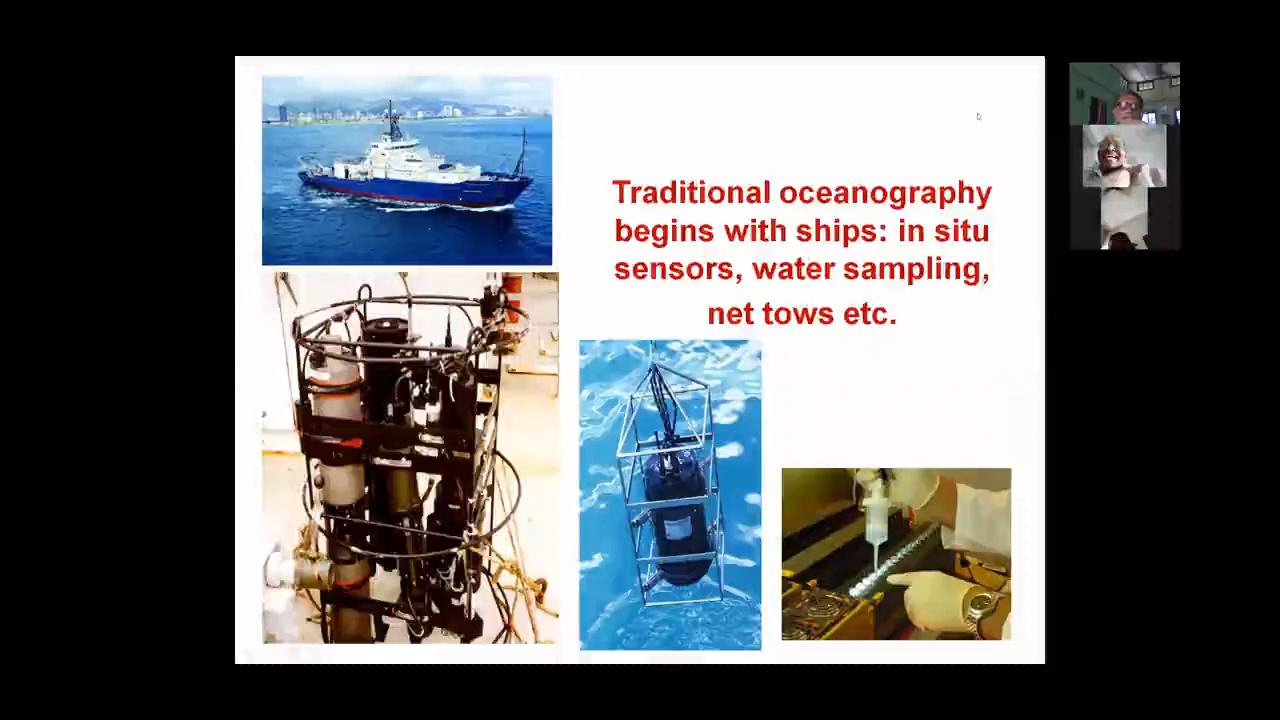 Traditional oceanography
begins with ships: in situ
sensors, water sampling,
net tows etc.